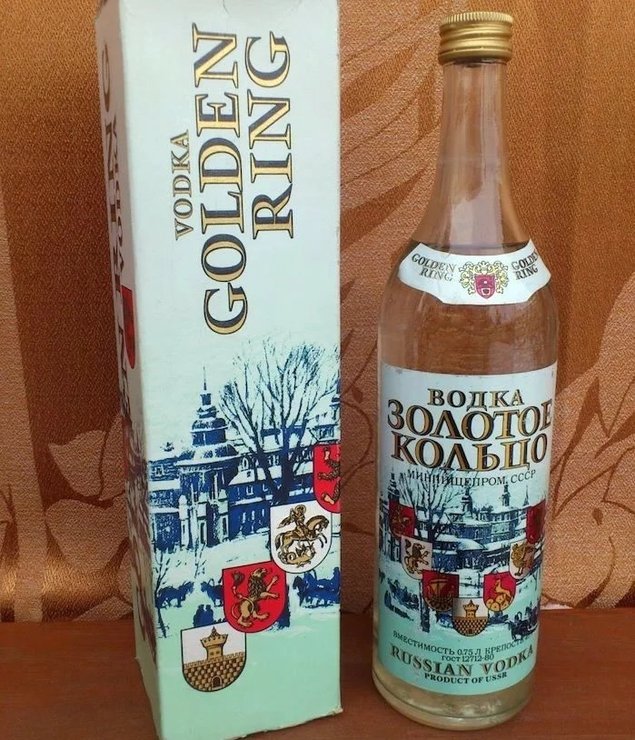 VODKA
GOLDEN
RING
GOLDEN
RING
GOLDEN
RING
ВОДКА
ЗОЛОТОЕ
КОЛЬЦО
МИНПИЩЕПРОМ, СССР
ВМЕСТИМОСТЬ 0.75 Л КРЕПОСТЬ
ГОСТ 12712-80
RUSSIAN VODKA
PRODUCT OF USSR